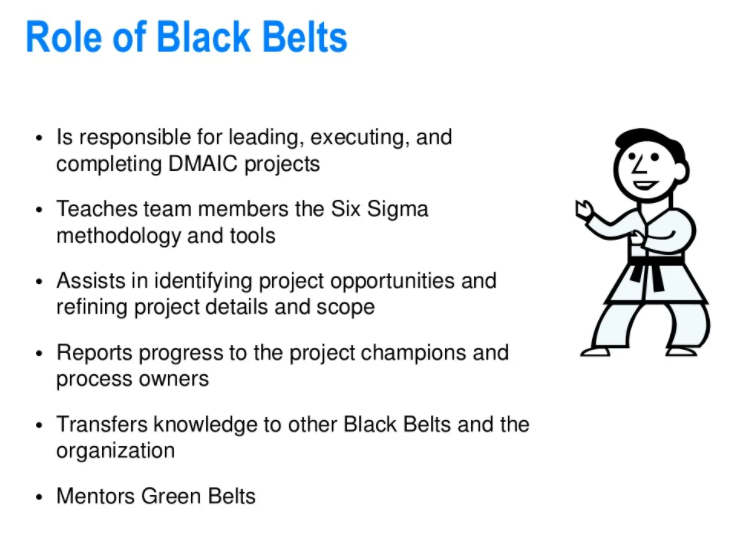 Role of Black Belts
• Is responsible for leading, executing, and
completing DMAIC projects
• Teaches team members the Six Sigma
methodology and tools
• Assists in identifying project opportunities and
refining project details and scope
• Reports progress to the project champions and
process owners
• Transfers knowledge to other Black Belts and the
organization
• Mentors Green Belts